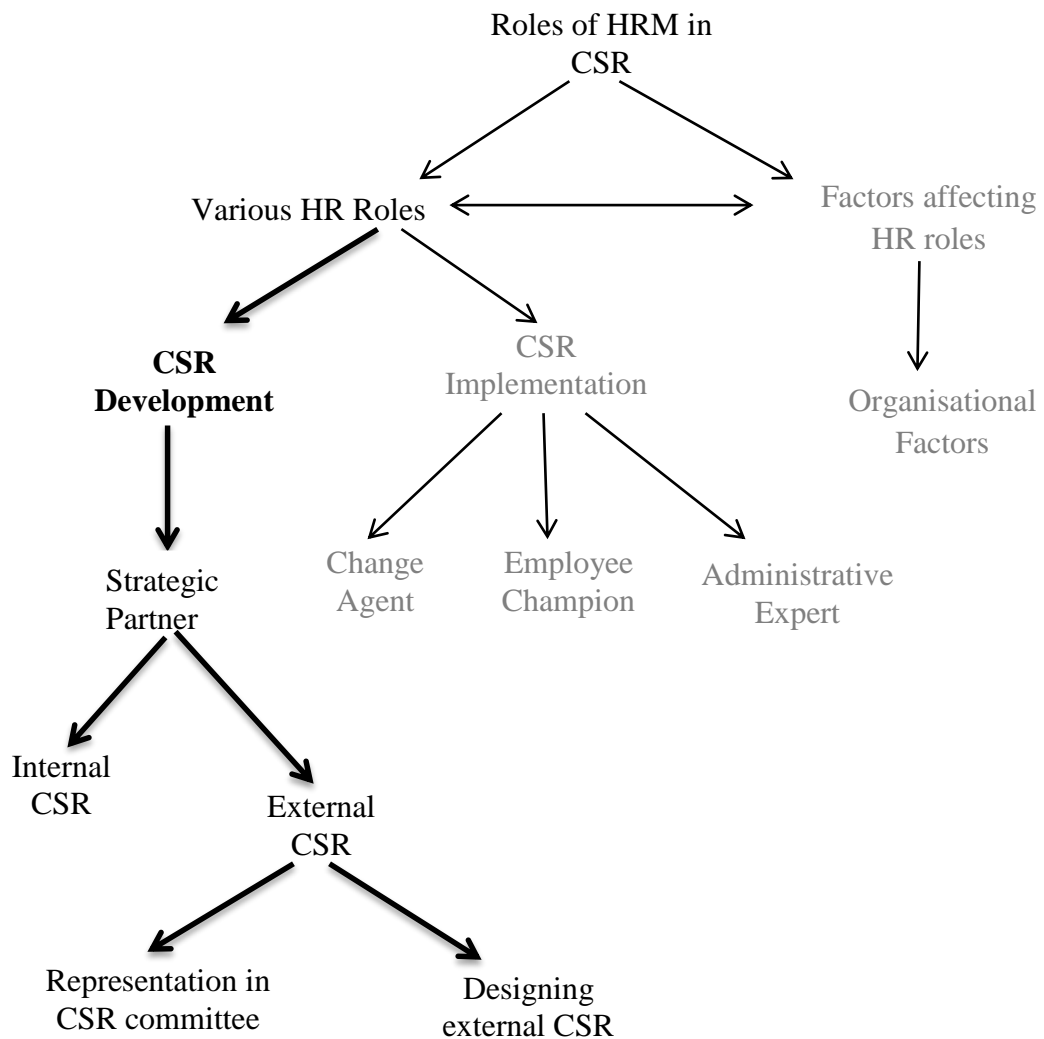 Roles of HRM in
CSR
Various HR Roles
Factors affecting
HR roles
CSR
Development
CSR
Implementation
Organisational
Factors
Strategic
Partner
Change
Agent
Employee
Champion
Administrative
Expert
Internal
CSR
External
CSR
Representation in
CSR committee
Designing
external CSR